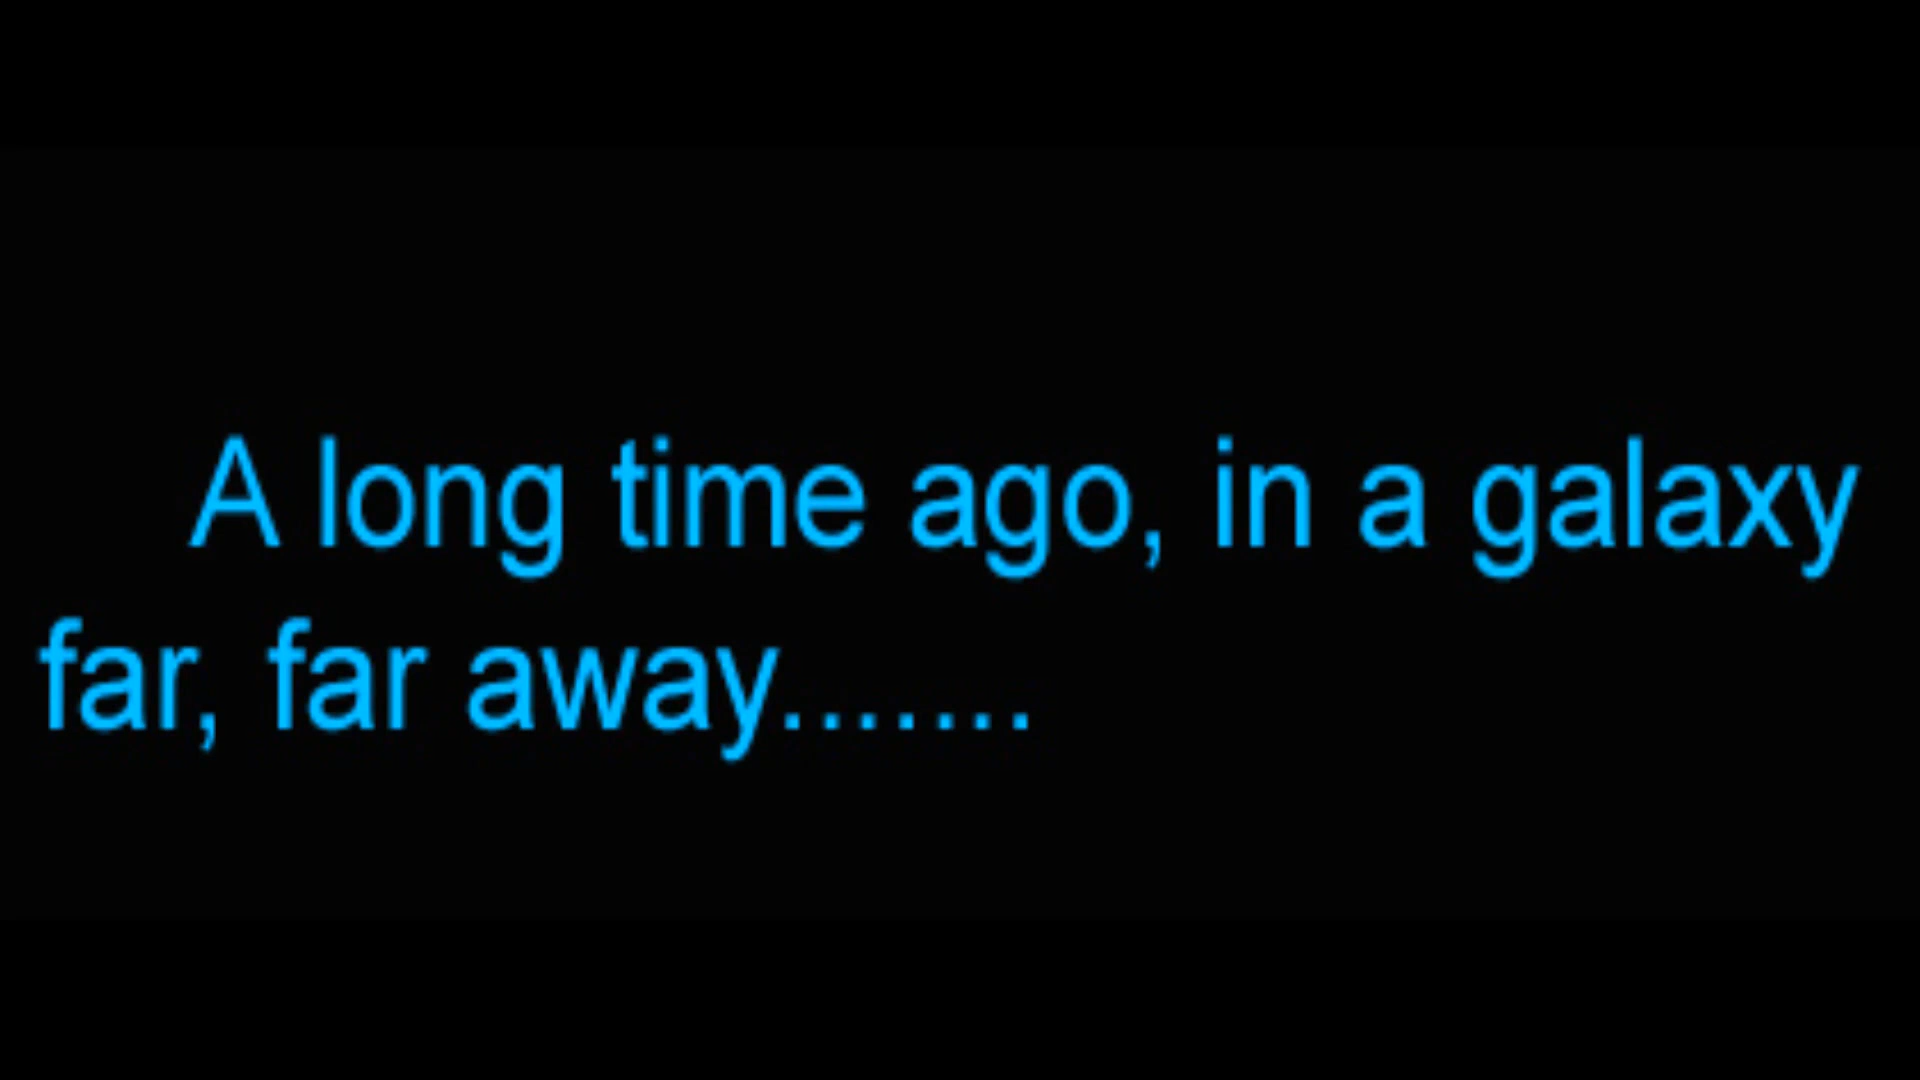 A long time ago, in a galaxy
far, far away.......